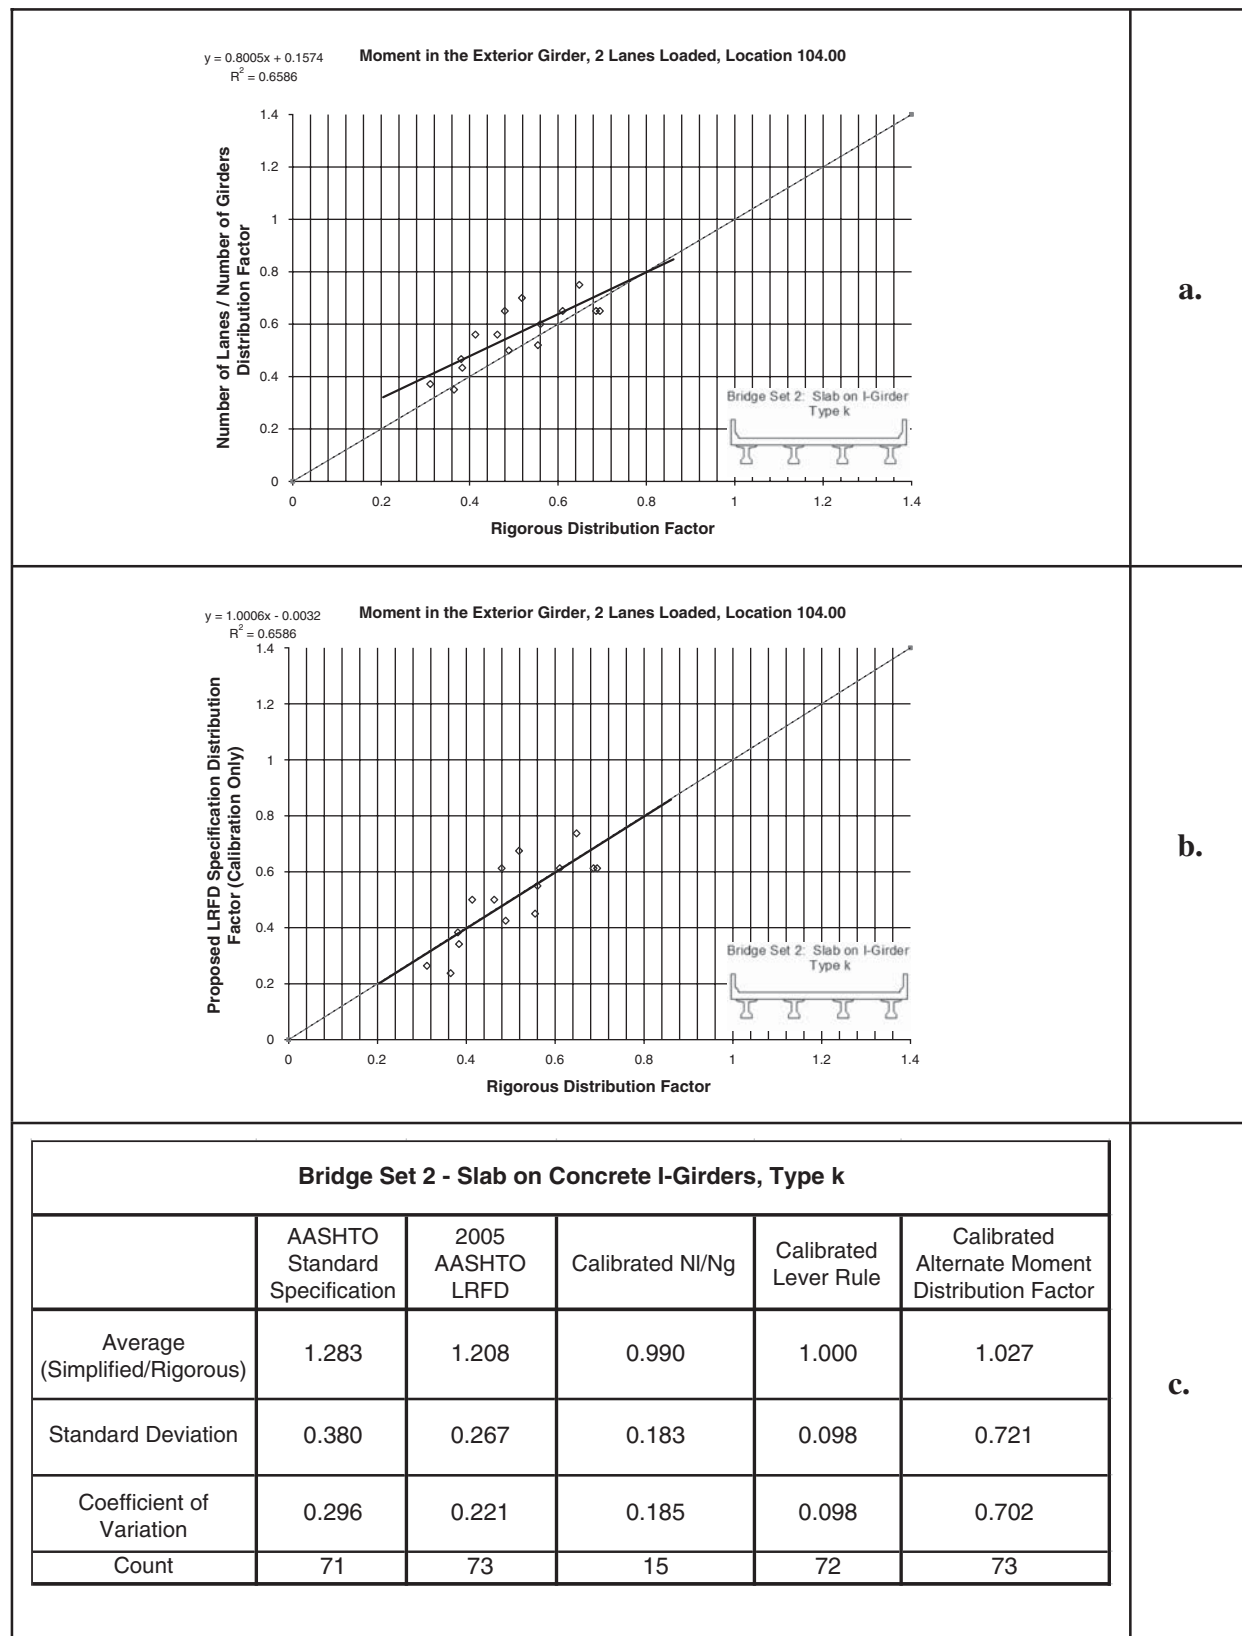 y = 0.8005x + 0.1574
R² = 0.6586
Moment in the Exterior Girder, 2 Lanes Loaded, Location 104.00
Number of Lanes / Number of Girders
Distribution Factor
1.4
1.2
1
0.8
0.6
0.4
0.2
0
0 0.2 0.4 0.6 0.8 1 1.2 1.4
Rigorous Distribution Factor
Bridge Set 2: Slab on I-Girder
Type k
a.
y = 1.0006x - 0.0032
R² = 0.6586
Moment in the Exterior Girder, 2 Lanes Loaded, Location 104.00
Proposed LRFD Specification Distribution
Factor (Calibration Only)
1.4
1.2
1
0.8
0.6
0.4
0.2
0
0 0.2 0.4 0.6 0.8 1 1.2 1.4
Rigorous Distribution Factor
Bridge Set 2: Slab on I-Girder
Type k
b.
Bridge Set 2 - Slab on Concrete I-Girders, Type k
AASHTO
Standard
Specification
2005
AASHTO
LRFD
Calibrated Nl/Ng
Calibrated
Lever Rule
Calibrated
Alternate Moment
Distribution Factor
Average
(Simplified/Rigorous)
1.283 1.208 0.990 1.000 1.027
Standard Deviation 0.380 0.267 0.183 0.098 0.721
Coefficient of
Variation
0.296 0.221 0.185 0.098 0.702
Count 71 73 15 72 73
c.